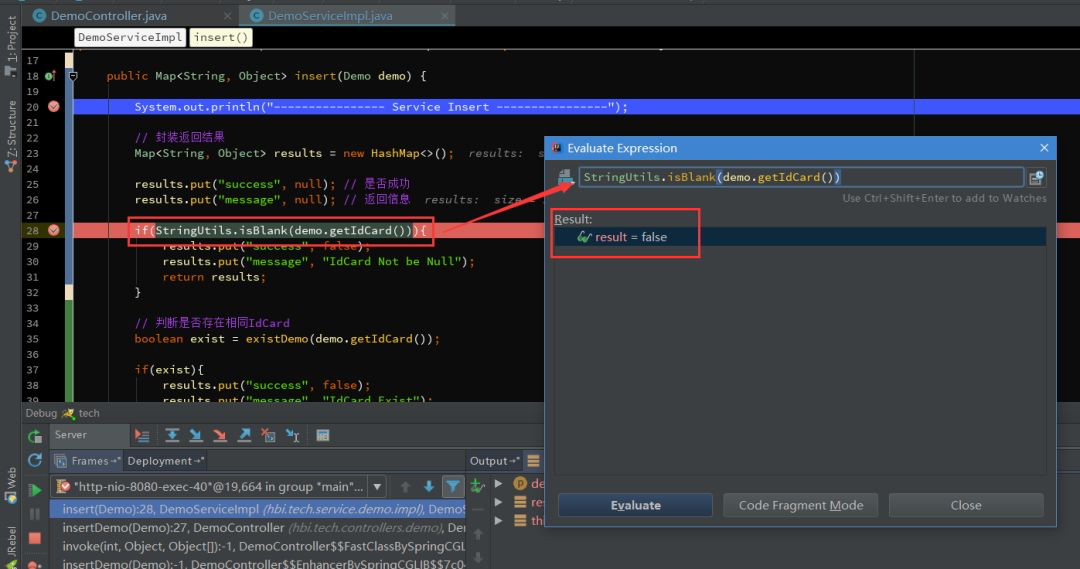 DemoController.java
DemoServiceImpl.java
DemoServiceImpl
insert()
1: Project
Z: Structure
Web
JRebel
17
18 public Map<String, Object> insert(Demo demo) {
19
20 System.out.println("---------------- Service Insert ----------------");
21
22 // 封装返回结果
23 Map<String, Object> results = new HashMap<>(); results: s
24
25 results.put("success", null); // 是否成功
26 results.put("message", null); // 返回信息 results: size =
27
28 if(StringUtils.isBlank(demo.getIdCard())){
29 results.put("success", false);
30 results.put("message", "IdCard Not be Null");
31 return results;
32 }
33
34 // 判断是否存在相同IdCard
35 boolean exist = existDemo(demo.getIdCard());
36
37 if(exist){
38 results.put("success", false);
39 results.put("message", "IdCard Exist");
Evaluate Expression
StringUtils.isBlank(demo.getIdCard())
Use Ctrl+Shift+Enter to add to Watches
Result:
result = false
Evaluate
Code Fragment Mode
Close
Debug tech
Server
Frames
Deployment
Output
"http-nio-8080-exec-40"@19,664 in group "main"...
insert(Demo):28, DemoServiceImpl (hbi.tech.service.demo.impl), DemoS
insertDemo(Demo):27, DemoController (hbi.tech.controllers.demo), De
invoke(int, Object, Object[]):-1, DemoController$$FastClassBySpringCGL
insertDemo(Demo):-1, DemoController$$EnhancerBySpringCGLIB$$7c0
p de
res
thi